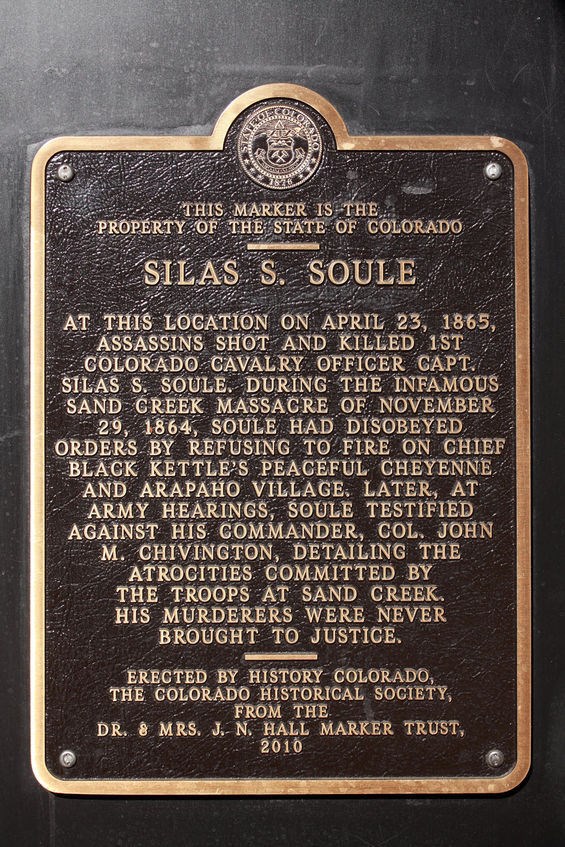 STATE OF COLORADO
1876
THIS MARKER IS THE
PROPERTY OF THE STATE OF COLORADO
SILAS S. SOULE
AT THIS LOCATION ON APRIL 23, 1865,
ASSASSINS SHOT AND KILLED 1ST
COLORADO CAVALRY OFFICER CAPT.
SILAS S. SOULE. DURING THE INFAMOUS
SAND CREEK MASSACRE OF NOVEMBER
29, 1864, SOULE HAD DISOBEYED
ORDERS BY REFUSING TO FIRE ON CHIEF
BLACK KETTLE'S PEACEFUL CHEYENNE
AND ARAPAHO VILLAGE. LATER, AT
ARMY HEARINGS, SOULE TESTIFIED
AGAINST HIS COMMANDER, COL. JOHN
M. CHIVINGTON, DETAILING THE
ATROCITIES COMMITTED BY
THE TROOPS AT SAND CREEK.
HIS MURDERERS WERE NEVER
BROUGHT TO JUSTICE.
ERECTED BY HISTORY COLORADO,
THE COLORADO HISTORICAL SOCIETY,
FROM THE
DR. & MRS. J. N. HALL MARKER TRUST,
2010